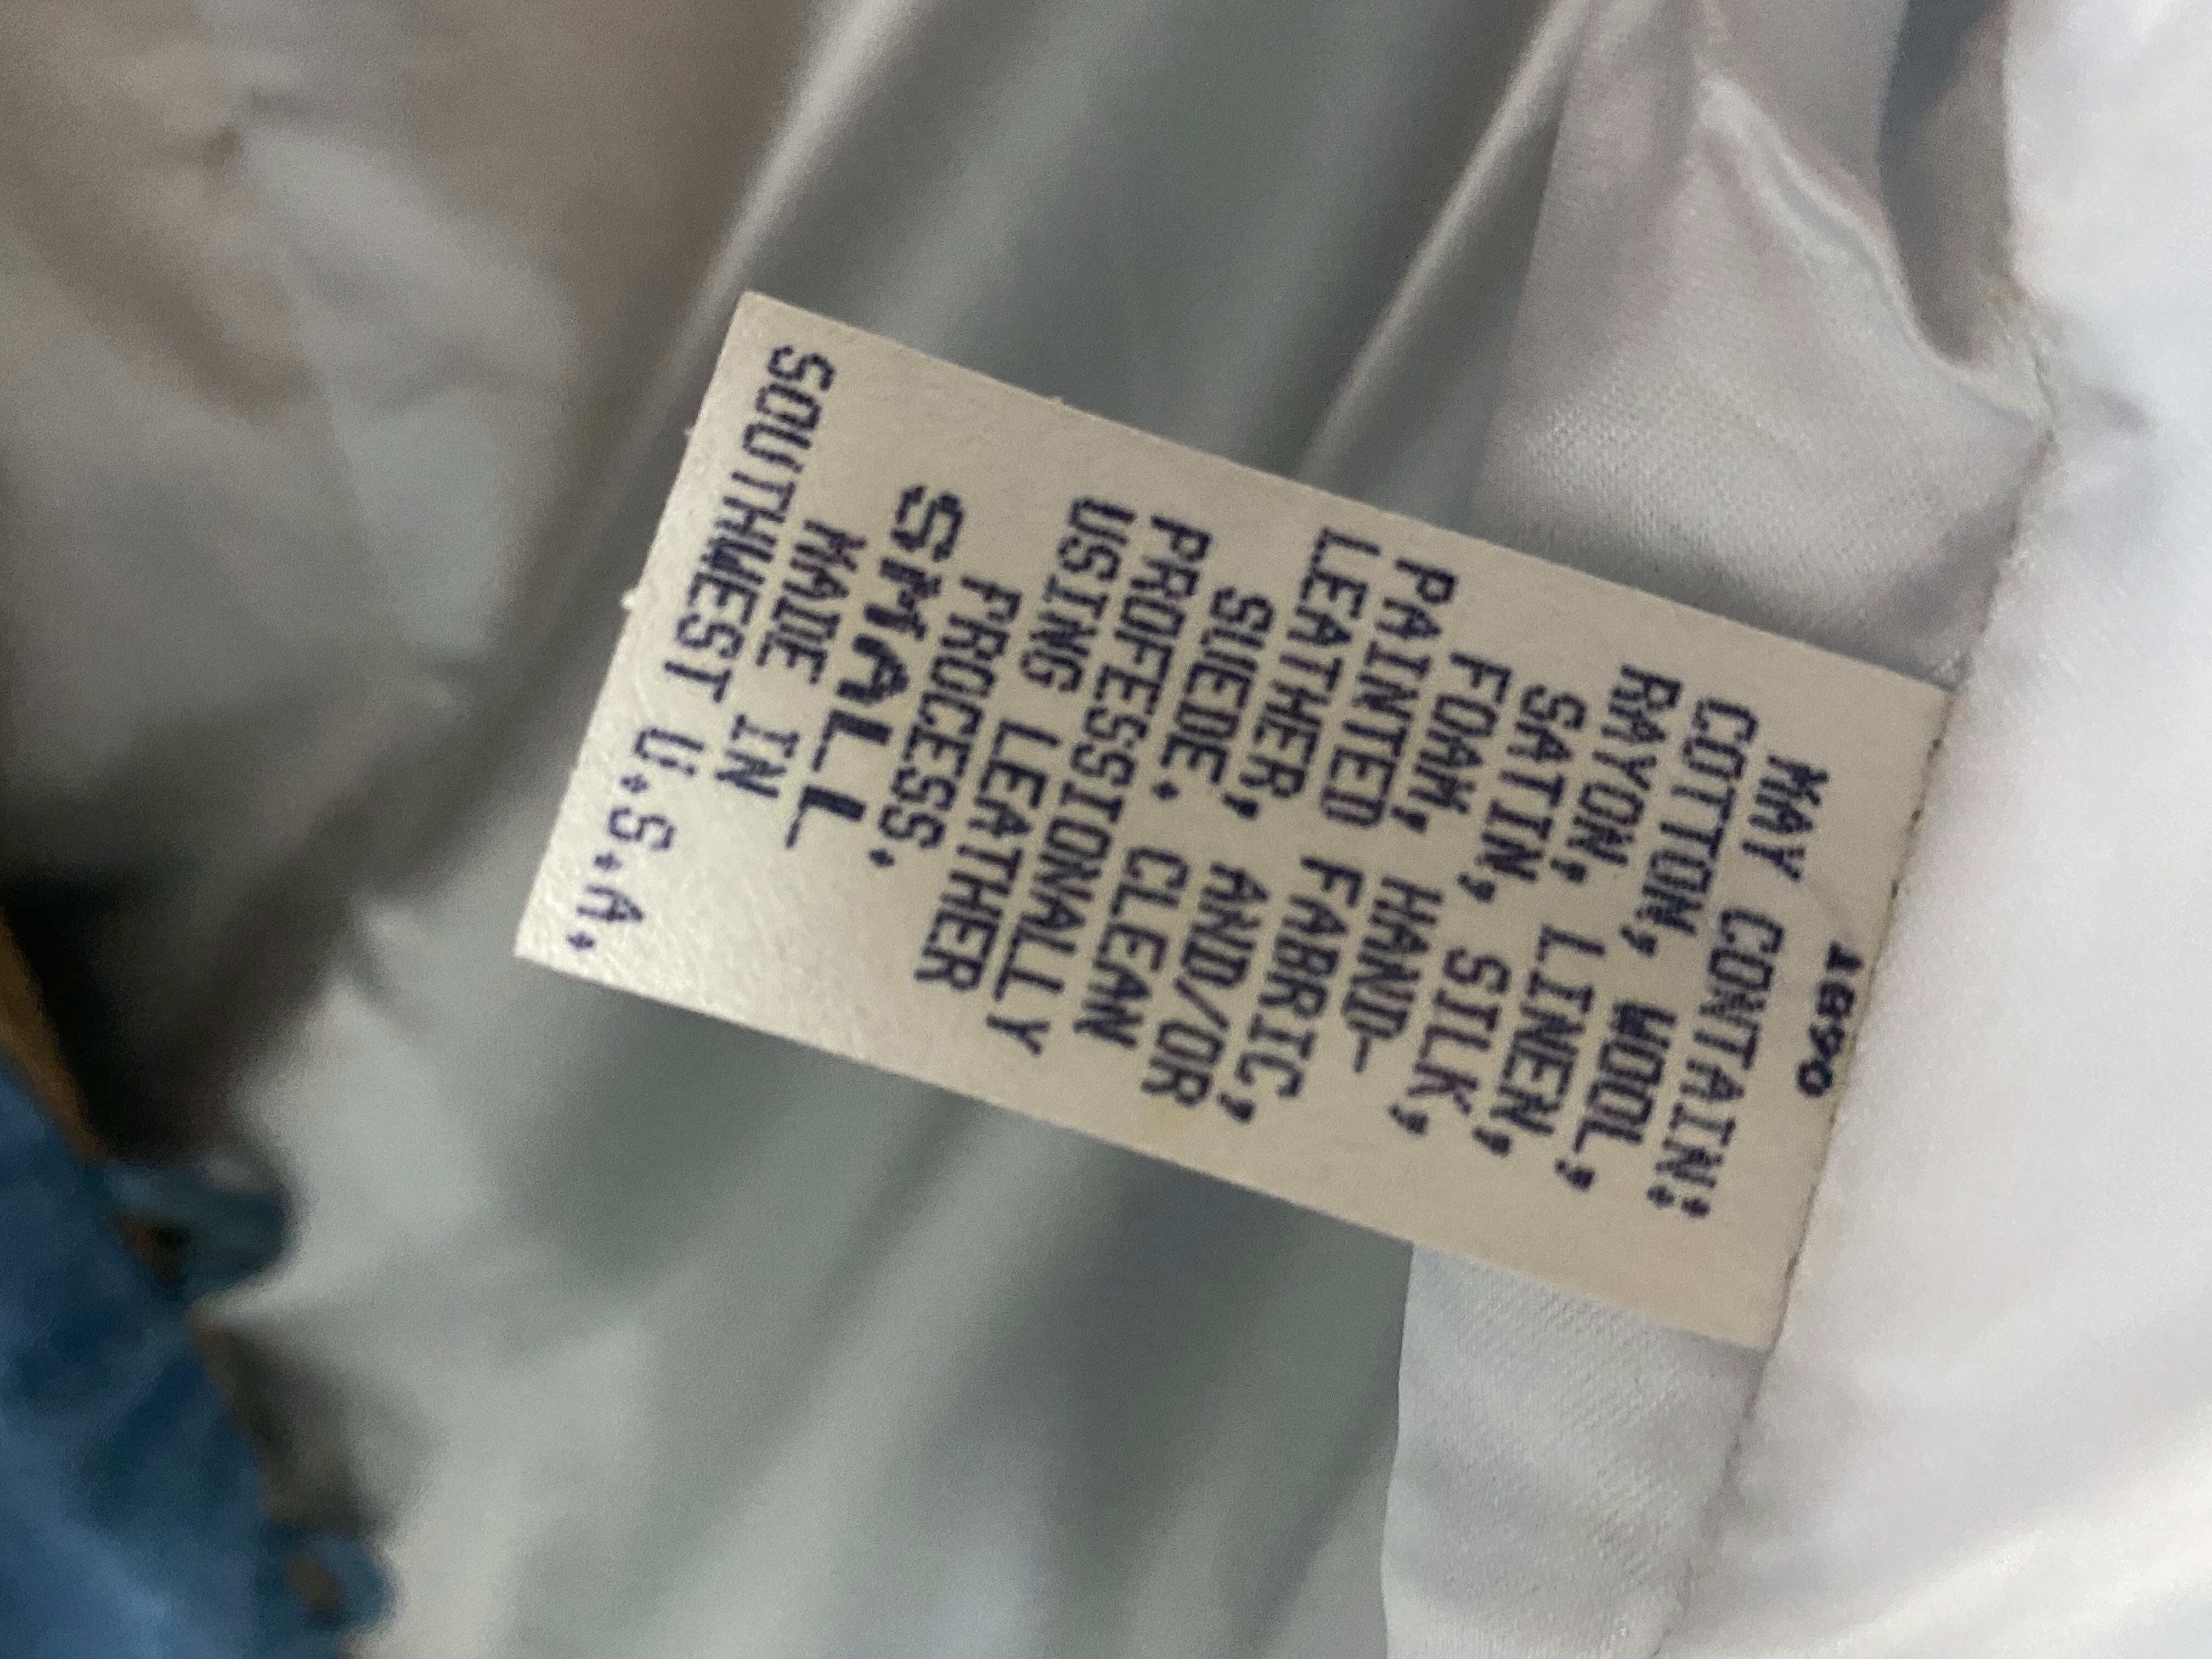 1890
MAY CONTAIN:
COTTON, WOOL,
RAYON, LINEN,
SATIN, SILK,
FOAM, HAND-
PAINTED FABRIC,
LEATHER, AND/OR
SUEDE. CLEAN
PROFESSIONALLY
USING LEATHER
PROCESS.
SMALL
MADE IN
SOUTHWEST U.S.A.